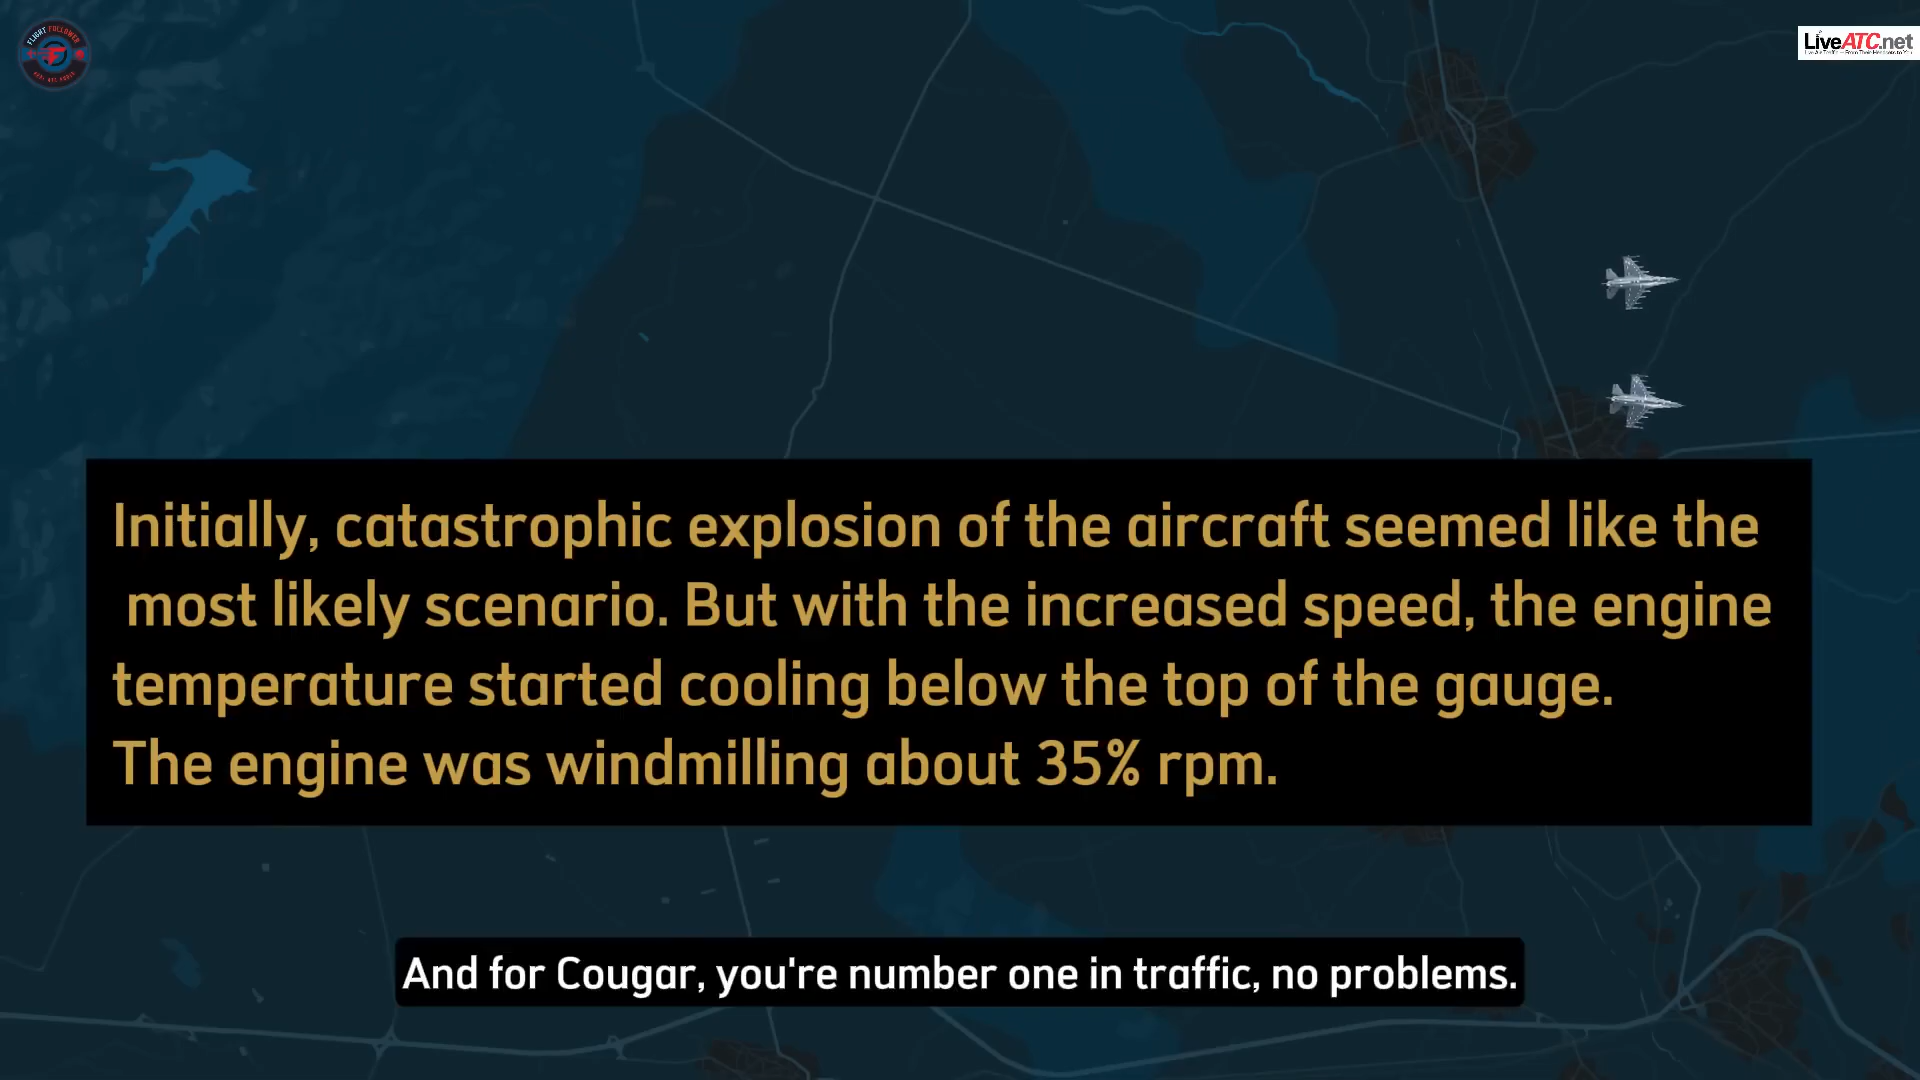 FLIGHT FOLLOWER
LiveATC.net
Initially, catastrophic explosion of the aircraft seemed like the
most likely scenario. But with the increased speed, the engine
temperature started cooling below the top of the gauge.
The engine was windmilling about 35% rpm.
And for Cougar, you're number one in traffic, no problems.